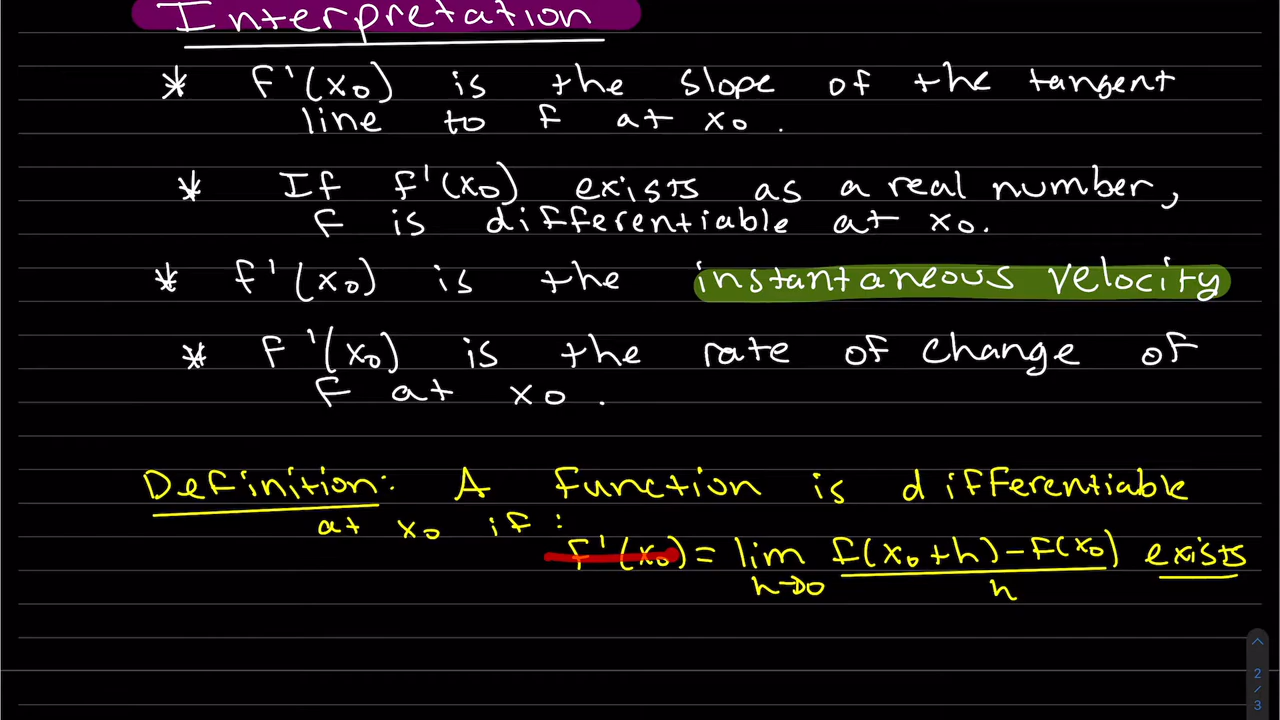 Interpretation
* f'(x₀) is the slope of the tangent
line to f at x₀.
* If f'(x₀) exists as a real number,
f is differentiable at x₀.
* f'(x₀) is the instantaneous velocity
* f'(x₀) is the rate of change of
f at x₀.
Definition: A function is differentiable
at x₀ if:
f'(x₀) = lim h→0 f(x₀+h)-f(x₀) / h exists
2
/
3